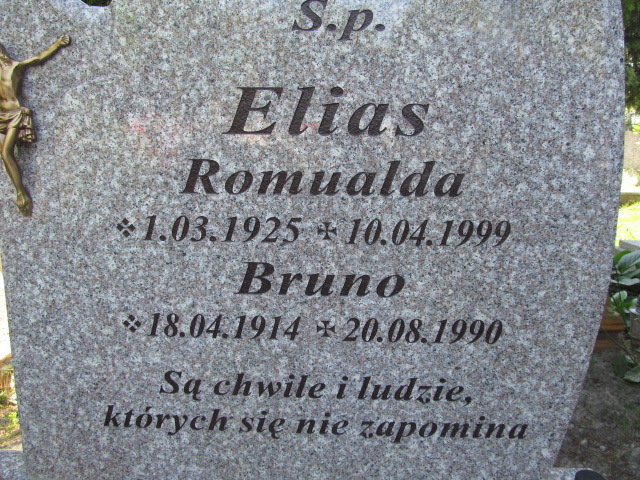 Ś.p.
Elias
Romualda
1.03.1925 10.04.1999
Bruno
18.04.1914 20.08.1990
Są chwile i ludzie,
których się nie zapomina